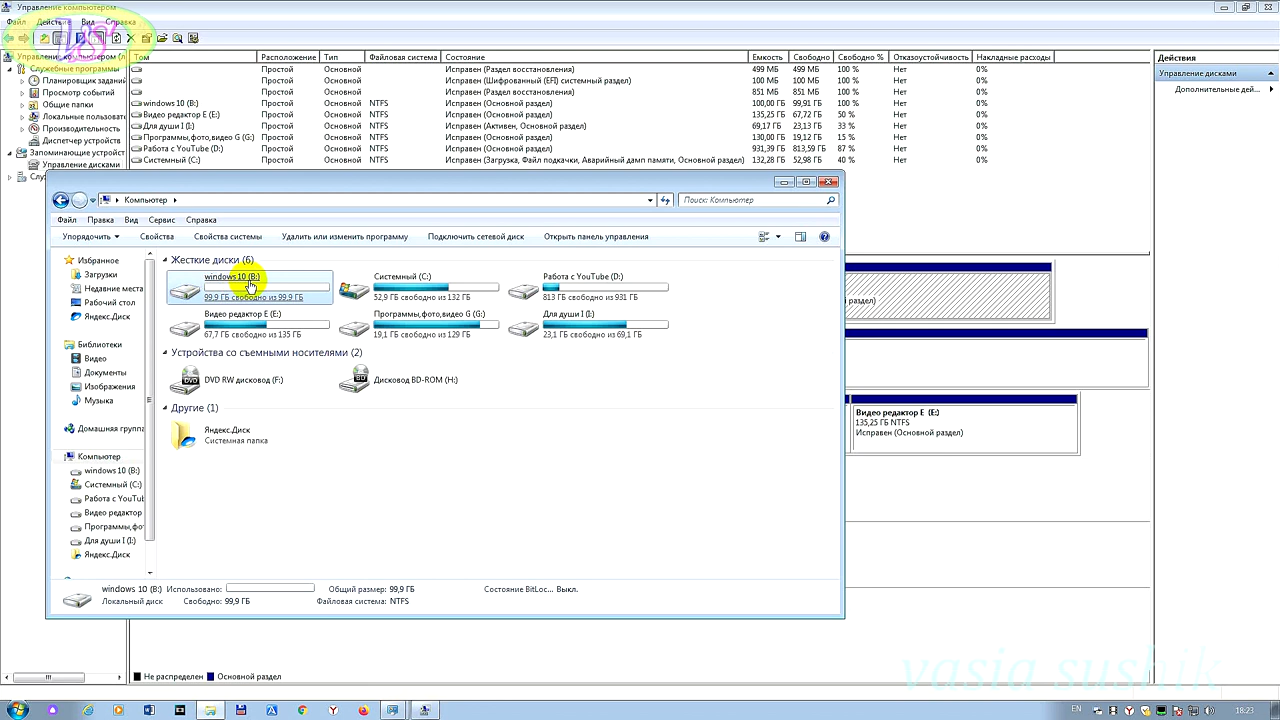 Управление компьютером
Файл Действие Вид Справка
Управление компьютером (л
Служебные программы
Планировщик заданий
Просмотр событий
Общие папки
Локальные пользоват
Производительность
Диспетчер устройств
Запоминающие устройст
Управление дисками
Слу
Том Расположение Тип Файловая система Состояние Емкость Свободно Свободно % Отказоустойчивость Накладные расходы
Простой Основной Исправен (Раздел восстановления) 499 МБ 499 МБ 100 % Нет 0%
Простой Основной Исправен (Шифрованный (EFI) системный раздел) 100 МБ 100 МБ 100 % Нет 0%
Простой Основной Исправен (Раздел восстановления) 851 МБ 851 МБ 100 % Нет 0%
windows 10 (B:) Простой Основной NTFS Исправен (Основной раздел) 100,00 ГБ 99,91 ГБ 100 % Нет 0%
Видео редактор E (E:) Простой Основной NTFS Исправен (Основной раздел) 135,25 ГБ 67,72 ГБ 50 % Нет 0%
Для души I (I:) Простой Основной NTFS Исправен (Активен, Основной раздел) 69,17 ГБ 23,13 ГБ 33 % Нет 0%
Программы,фото,видео G (G:) Простой Основной NTFS Исправен (Основной раздел) 130,00 ГБ 19,12 ГБ 15 % Нет 0%
Работа с YouTube (D:) Простой Основной NTFS Исправен (Основной раздел) 931,39 ГБ 813,59 ГБ 87 % Нет 0%
Системный (C:) Простой Основной NTFS Исправен (Загрузка, Файл подкачки, Аварийный дамп памяти, Основной раздел) 132,28 ГБ 52,98 ГБ 40 % Нет 0%
Действия
Управление дисками
Дополнительные дей...
Компьютер
Поиск: Компьютер
Файл Правка Вид Сервис Справка
Упорядочить Свойства Свойства системы Удалить или изменить программу Подключить сетевой диск Открыть панель управления
Избранное
Загрузки
Недавние места
Рабочий стол
Яндекс.Диск
Библиотеки
Видео
Документы
Изображения
Музыка
Домашняя группа
Компьютер
windows 10 (B:)
Системный (C:)
Работа с YouTu
Видео редактор
Программы,фо
Для души I (I:)
Яндекс.Диск
Жесткие диски (6)
windows 10 (B:) Системный (C:) Работа с YouTube (D:)
99,9 ГБ свободно из 99,9 ГБ 52,9 ГБ свободно из 132 ГБ 813 ГБ свободно из 931 ГБ
Видео редактор E (E:) Программы,фото,видео G (G:) Для души I (I:)
67,7 ГБ свободно из 135 ГБ 19,1 ГБ свободно из 129 ГБ 23,1 ГБ свободно из 69,1 ГБ
Устройства со съемными носителями (2)
DVD RW дисковод (F:) Дисковод BD-ROM (H:)
Другие (1)
Яндекс.Диск
Системная папка
windows 10 (B:) Использовано: Общий размер: 99,9 ГБ Состояние BitLoc... Выкл.
Локальный диск Свободно: 99,9 ГБ Файловая система: NTFS
раздел)
Видео редактор E (E:)
135,25 ГБ NTFS
Исправен (Основной раздел)
Не распределен Основной раздел
vasia sushik
EN 18:23